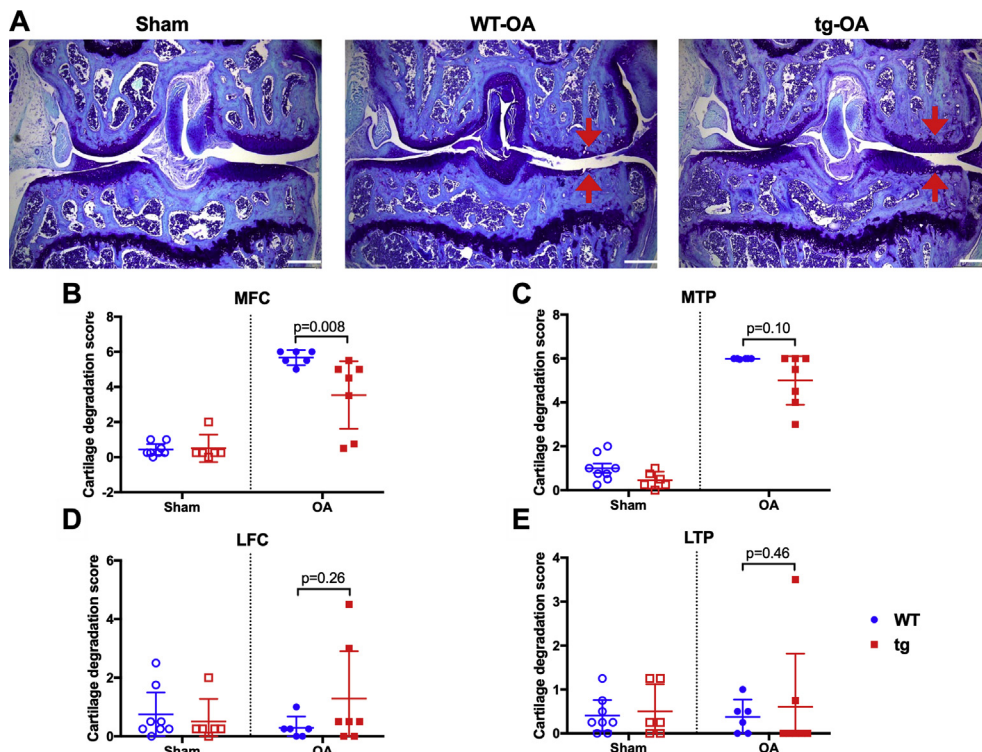 A
Sham
WT-OA
tg-OA
B
MFC
Cartilage degradation score
8
6
4
2
0
-2
p=0.008
Sham
OA
C
MTP
Cartilage degradation score
8
6
4
2
0
p=0.10
Sham
OA
D
LFC
Cartilage degradation score
6
4
2
0
p=0.26
Sham
OA
E
LTP
Cartilage degradation score
4
3
2
1
0
p=0.46
Sham
OA
WT
tg